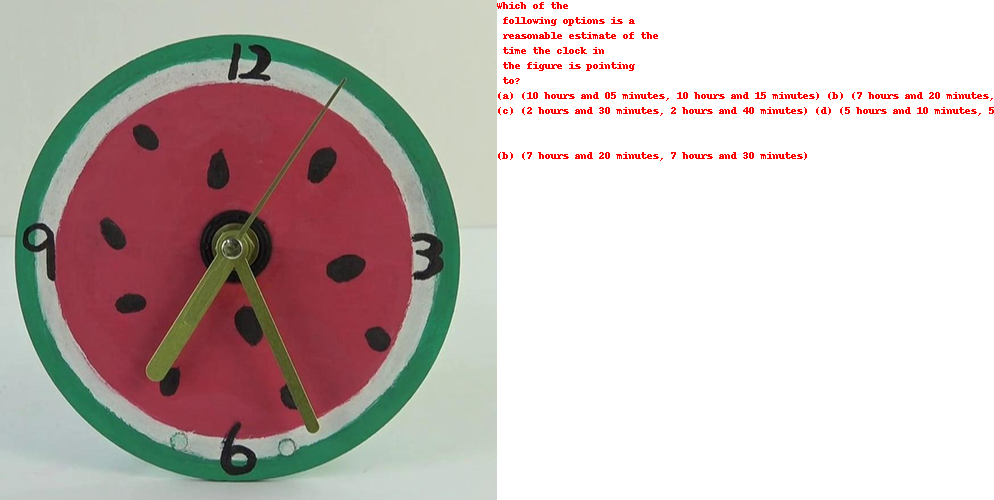 12
9
3
6
Which of the
following options is a
reasonable estimate of the
time the clock in
the figure is pointing
to?
(a) (10 hours and 05 minutes, 10 hours and 15 minutes) (b) (7 hours and 20 minutes,
(c) (2 hours and 30 minutes, 2 hours and 40 minutes) (d) (5 hours and 10 minutes, 5
(b) (7 hours and 20 minutes, 7 hours and 30 minutes)